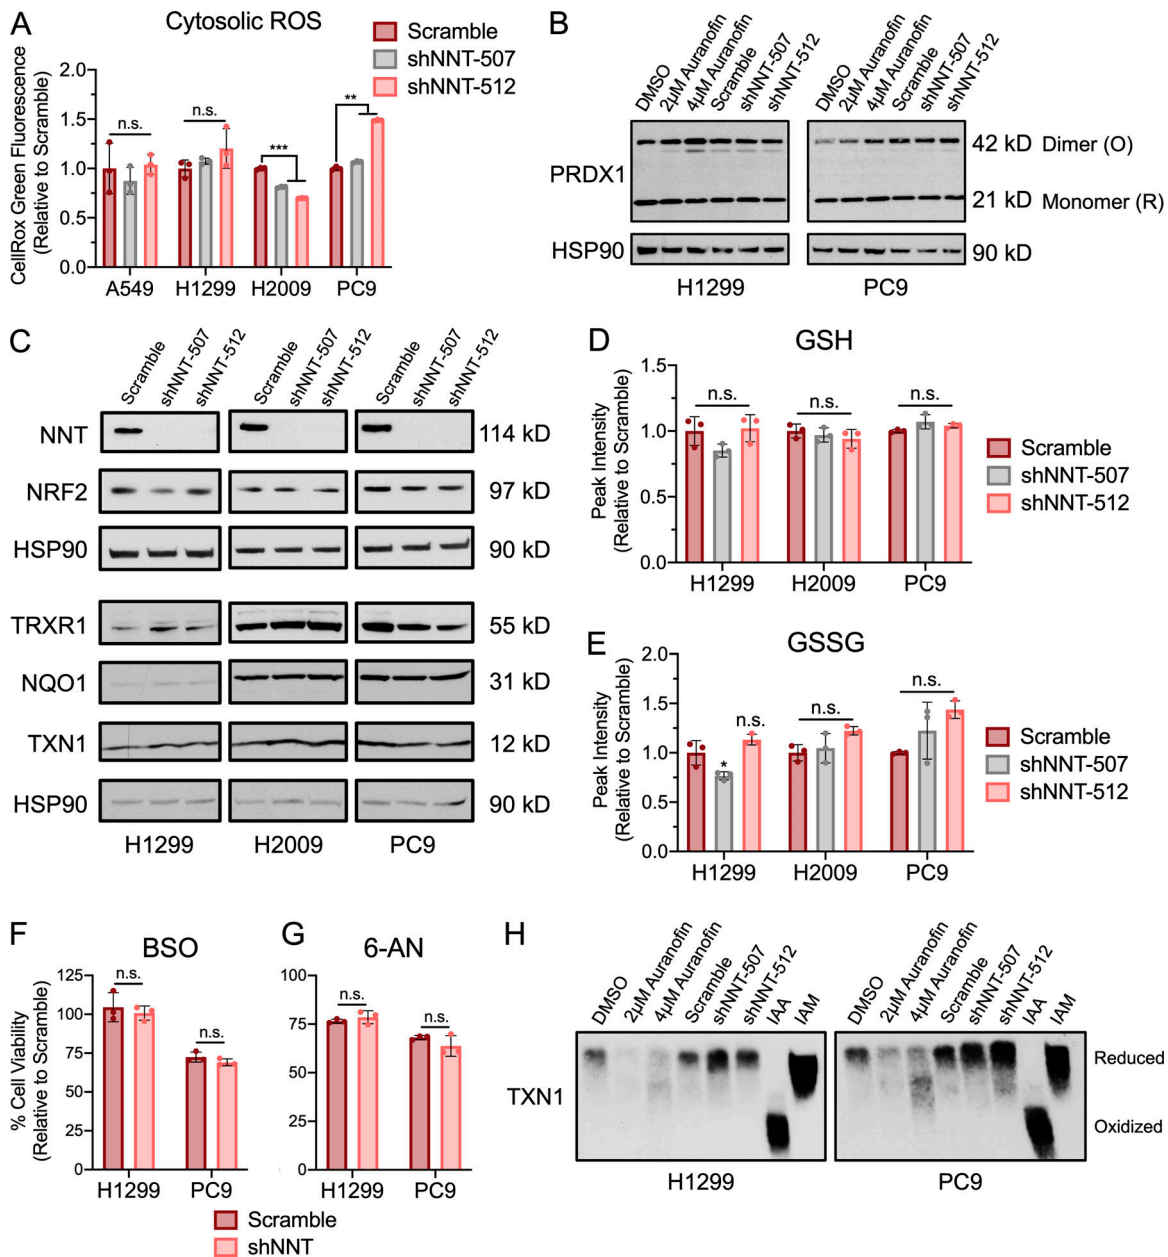 A
Cytosolic ROS
Scramble
shNNT-507
shNNT-512
CellRox Green Fluorescence
(Relative to Scramble)
2.0
1.5
1.0
0.5
0.0
n.s.
n.s.
***
**
A549
H1299
H2009
PC9
B
DMSO
2μM Auranofin
4μM Auranofin
Scramble
shNNT-507
shNNT-512
DMSO
2μM Auranofin
4μM Auranofin
Scramble
shNNT-507
shNNT-512
PRDX1
42 kD Dimer (O)
21 kD Monomer (R)
HSP90
90 kD
H1299
PC9
C
Scramble
shNNT-507
shNNT-512
Scramble
shNNT-507
shNNT-512
Scramble
shNNT-507
shNNT-512
NNT
114 kD
NRF2
97 kD
HSP90
90 kD
TRXR1
55 kD
NQO1
31 kD
TXN1
12 kD
HSP90
90 kD
H1299
H2009
PC9
D
GSH
Peak Intensity
(Relative to Scramble)
1.5
1.0
0.5
0.0
n.s.
n.s.
n.s.
H1299
H2009
PC9
Scramble
shNNT-507
shNNT-512
E
GSSG
Peak Intensity
(Relative to Scramble)
2.0
1.5
1.0
0.5
0.0
*
n.s.
n.s.
n.s.
H1299
H2009
PC9
Scramble
shNNT-507
shNNT-512
F
BSO
% Cell Viability
(Relative to Scramble)
125
100
75
50
25
0
n.s.
n.s.
H1299
PC9
G
6-AN
100
75
50
25
0
n.s.
n.s.
H1299
PC9
Scramble
shNNT
H
DMSO
2μM Auranofin
4μM Auranofin
Scramble
shNNT-507
shNNT-512
IAA
IAM
DMSO
2μM Auranofin
4μM Auranofin
Scramble
shNNT-507
shNNT-512
IAA
IAM
TXN1
Reduced
Oxidized
H1299
PC9